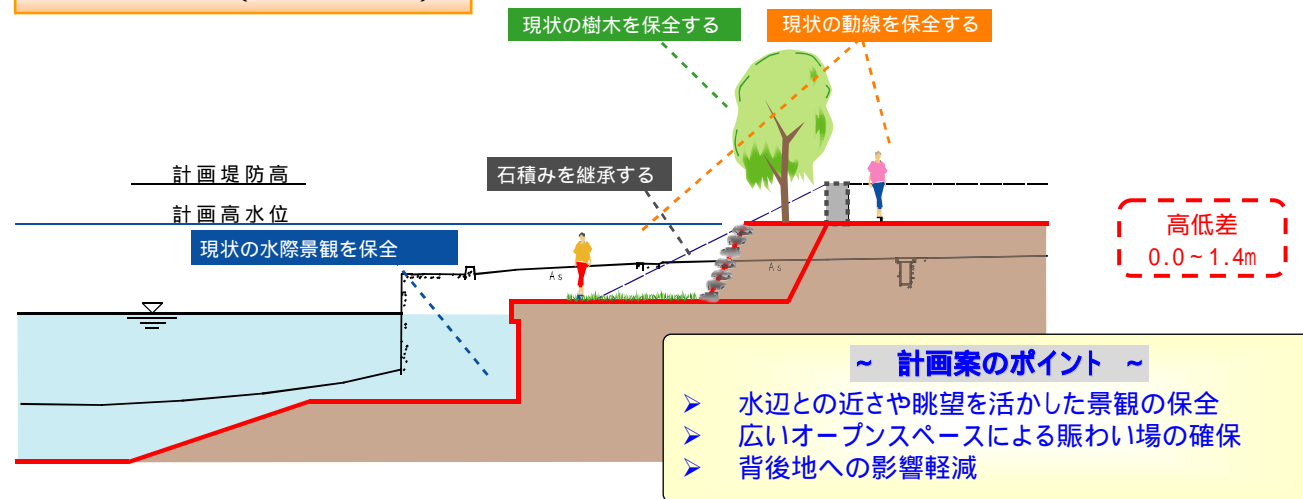 現状の樹木を保全する
現状の動線を保全する
計画堤防高
石積みを継承する
計画高水位
現状の水際景観を保全
高低差
0.0~1.4m
As
As
~ 計画案のポイント ~
➢ 水辺との近さや眺望を活かした景観の保全
➢ 広いオープンスペースによる賑わい場の確保
➢ 背後地への影響軽減